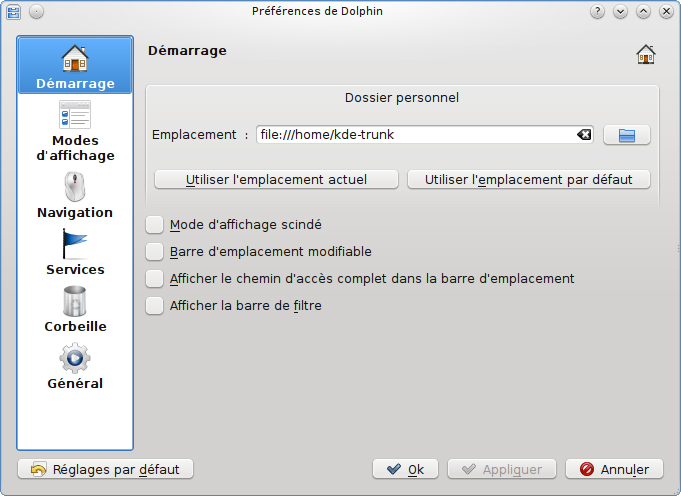 Préférences de Dolphin
Démarrage
Modes
d'affichage
Navigation
Services
Corbeille
Général
Démarrage
Dossier personnel
Emplacement : file:///home/kde-trunk
Utiliser l'emplacement actuel Utiliser l'emplacement par défaut
Mode d'affichage scindé
Barre d'emplacement modifiable
Afficher le chemin d'accès complet dans la barre d'emplacement
Afficher la barre de filtre
Réglages par défaut Ok Appliquer Annuler